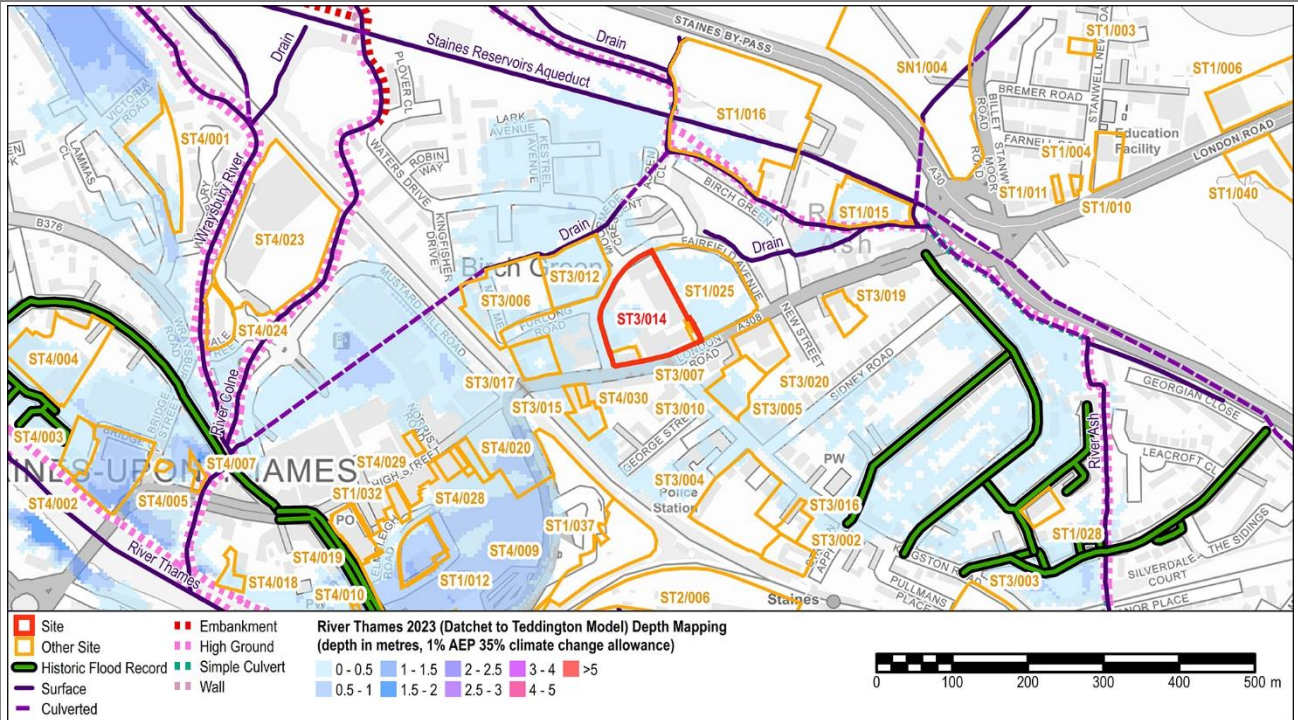 STAINES BY-PASS
Drain
Staines Reservoirs Aqueduct
Drain
PLOVER CL
SN1/004
ST1/003
ST1/006
BREMER ROAD
BILLET
ROAD
Education
Facility
LONDON ROAD
VICTORIA
ROAD
LAMMAS
CL
ST4/001
LARK
AVENUE
ROBIN
WAY
WATERS DRIVE
KINGFISHER
DRIVE
ST1/016
BIRCH GREEN
A30
ST1/004
ST1/011
ST1/010
ST1/040
ST1/015
B376
Wraysbury River
ST4/023
Drain
Drain
Birch Green
FAIRFIELD AVENUE
ST3/012
ST3/006
ST1/025
ST3/014
FURLONG
ROAD
A308
LONDON
ROAD
NEW STREET
ST3/019
MUSTARD MILL ROAD
ST4/024
ST4/004
ST3/017
ST3/007
SIDNEY ROAD
ST3/020
ST3/015
ST4/030
ST3/010
ST3/005
GEORGE STREET
GEORGIAN CLOSE
River Colne
BRIDGE
STREET
ST4/003
ST4/007
NORRIS
ROAD
HIGH STREET
ST4/020
ST4/029
ST4/028
ST3/004
Police
Station
PW
ST3/016
ST3/002
River Ash
LEACROFT CL
ST4/002
ST4/005
ST1/032
PO
ST1/037
ST1/028
KINGSTON ROAD
ST4/019
ST4/009
ST1/012
ST4/018
ST4/010
River Thames
ST2/006
Staines
PULLMANS
PLACE
ST3/003
SILVERDALE
COURT
THE SIDINGS
Site
Other Site
Historic Flood Record
Surface
Culverted
Embankment
High Ground
Simple Culvert
Wall
River Thames 2023 (Datchet to Teddington Model) Depth Mapping
(depth in metres, 1% AEP 35% climate change allowance)
0 - 0.5 1 - 1.5 2 - 2.5 3 - 4 >5
0.5 - 1 1.5 - 2 2.5 - 3 4 - 5
0 100 200 300 400 500 m